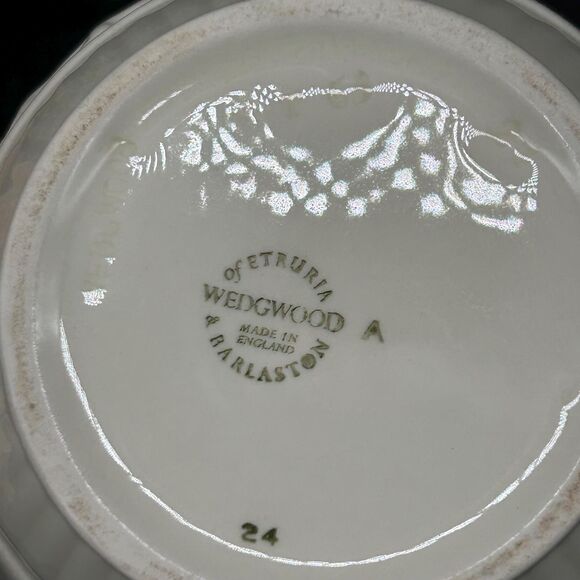 of ETRURIA
WEDGWOOD A
MADE IN
ENGLAND
& BARLASTON
24